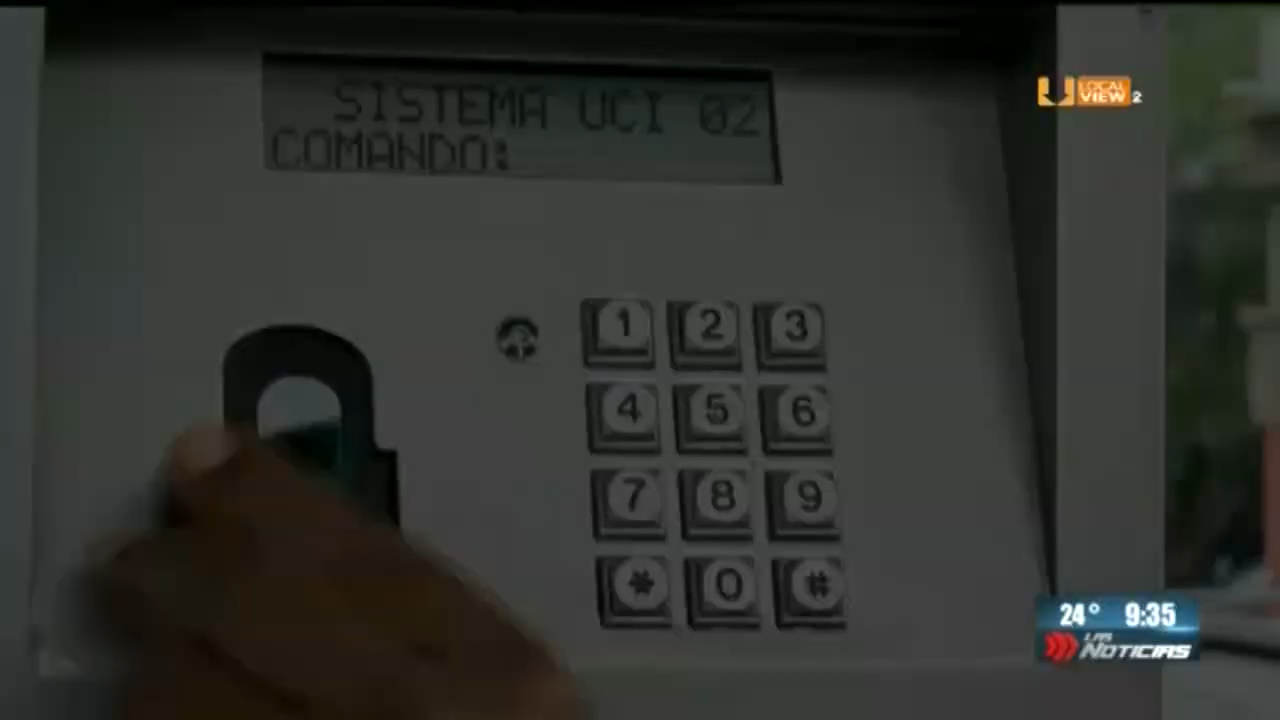 SISTEMA UCI 02
COMANDO:
LOCAL
VIEW 2
1 2 3
4 5 6
7 8 9
* 0 #
24° 9:35
LAS
NOTICIAS